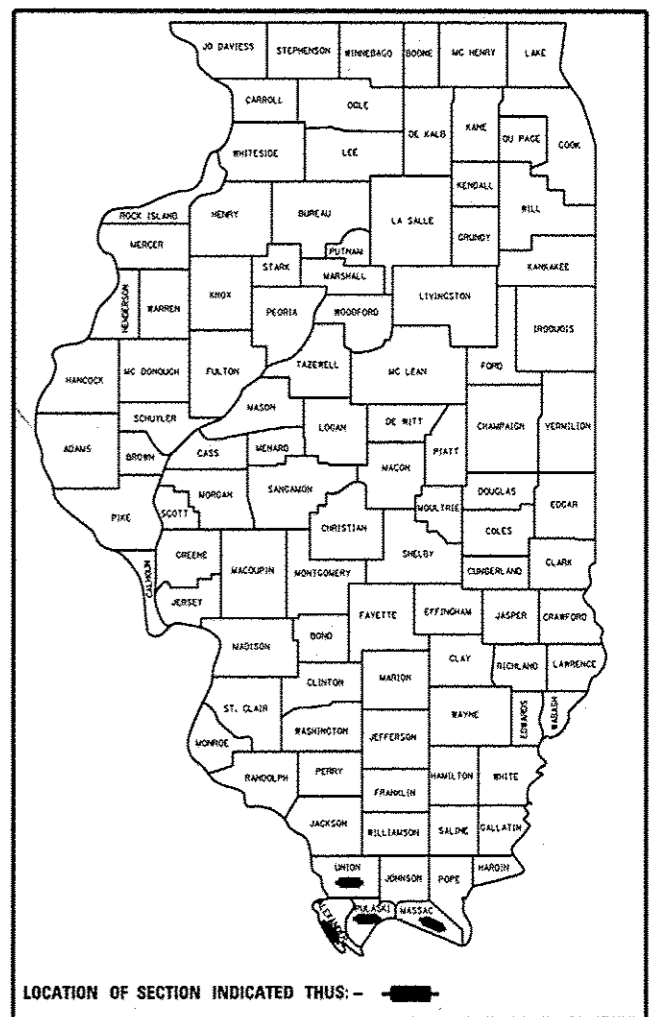 JO DAVIESS STEPHENSON WINNEBAGO BOONE MC HENRY LAKE
CARROLL OGLE DE KALB KANE DU PAGE COOK
WHITESIDE LEE
KENDALL WILL
ROCK ISLAND HENRY BUREAU LA SALLE GRUNDY
MERCER PUTNAM KANKAKEE
STARK MARSHALL
HENDERSON WARREN KNOX PEORIA WOODFORD LIVINGSTON IROQUOIS
HANCOCK MC DONOUGH FULTON TAZEWELL MC LEAN FORD
MASON
SCHUYLER LOGAN DE WITT CHAMPAIGN VERMILION
ADAMS BROWN CASS MENARD MACON PIATT
PIKE SCOTT MORGAN SANGAMON MOULTRIE DOUGLAS EDGAR
CHRISTIAN COLES
CALHOUN GREENE MACOUPIN MONTGOMERY SHELBY CUMBERLAND CLARK
JERSEY FAYETTE EFFINGHAM JASPER CRAWFORD
MADISON BOND
CLINTON MARION CLAY RICHLAND LAWRENCE
ST. CLAIR WAYNE EDWARDS WABASH
MONROE WASHINGTON JEFFERSON
RANDOLPH PERRY HAMILTON WHITE
FRANKLIN
JACKSON WILLIAMSON SALINE GALLATIN
UNION JOHNSON POPE HARDIN
ALEXANDER PULASKI MASSAC
LOCATION OF SECTION INDICATED THUS: -